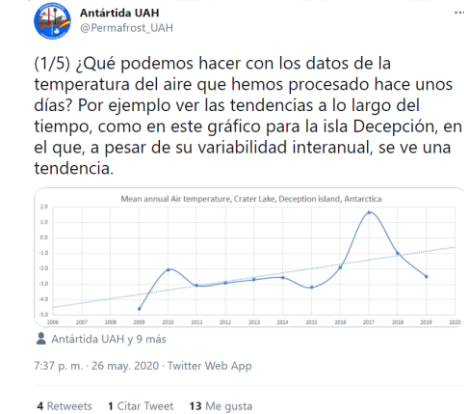 Antártida UAH
@Permafrost_UAH
(1/5) ¿Qué podemos hacer con los datos de la
temperatura del aire que hemos procesado hace unos
días? Por ejemplo ver las tendencias a lo largo del
tiempo, como en este gráfico para la isla Decepción, en
el que, a pesar de su variabilidad interanual, se ve una
tendencia.
Mean annual Air temperature, Crater Lake, Deception island, Antarctica
2.0
1.0
0.0
-1.0
-2.0
-3.0
-4.0
-5.0
2006 2007 2008 2009 2010 2011 2012 2013 2014 2015 2016 2017 2018 2019 2020
Antártida UAH y 9 más
7:37 p. m. · 26 may. 2020 · Twitter Web App
4 Retweets 1 Citar Tweet 13 Me gusta